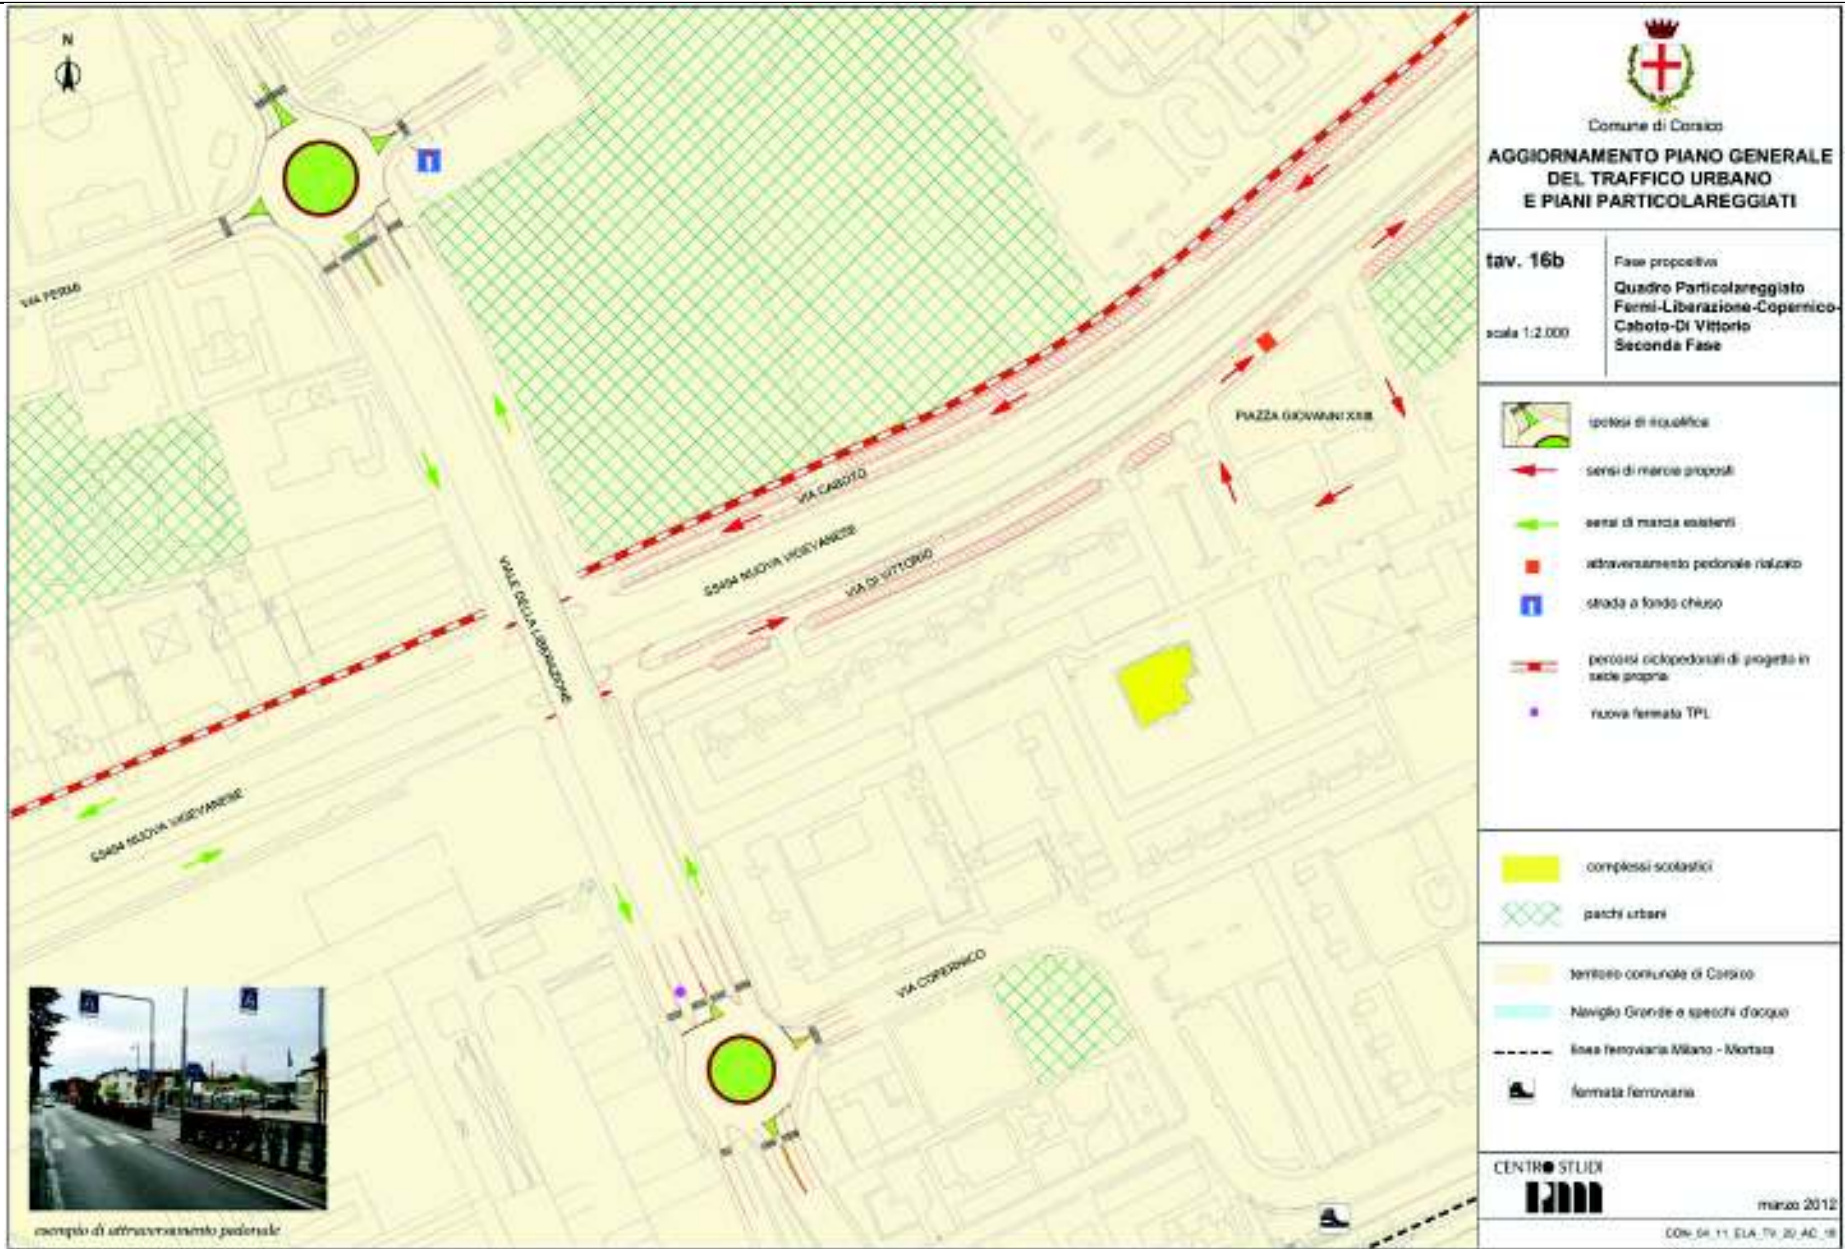 N
VIA FERMI
VIALE DELLA LIBERAZIONE
VIA CABOTO
SS494 NUOVA VIGEVANESE
VIA DI VITTORIO
PIAZZA GIOVANNI XXIII
SS494 NUOVA VIGEVANESE
VIA COPERNICO
esempio di attraversamento pedonale
Comune di Corsico
AGGIORNAMENTO PIANO GENERALE
DEL TRAFFICO URBANO
E PIANI PARTICOLAREGGIATI
tav. 16b
scala 1:2.000
Fase propositiva
Quadro Particolareggiato
Fermi-Liberazione-Copernico-
Caboto-Di Vittorio
Seconda Fase
ipotesi di riqualifica
sensi di marcia proposti
sensi di marcia esistenti
attraversamento pedonale rialzato
strada a fondo chiuso
percorsi ciclopedonali di progetto in
sede propria
nuova fermata TPL
complessi scolastici
parchi urbani
territorio comunale di Corsico
Naviglio Grande e specchi d'acqua
linea ferroviaria Milano - Mortara
fermata ferroviaria
CENTRO STUDI
PIM
marzo 2012